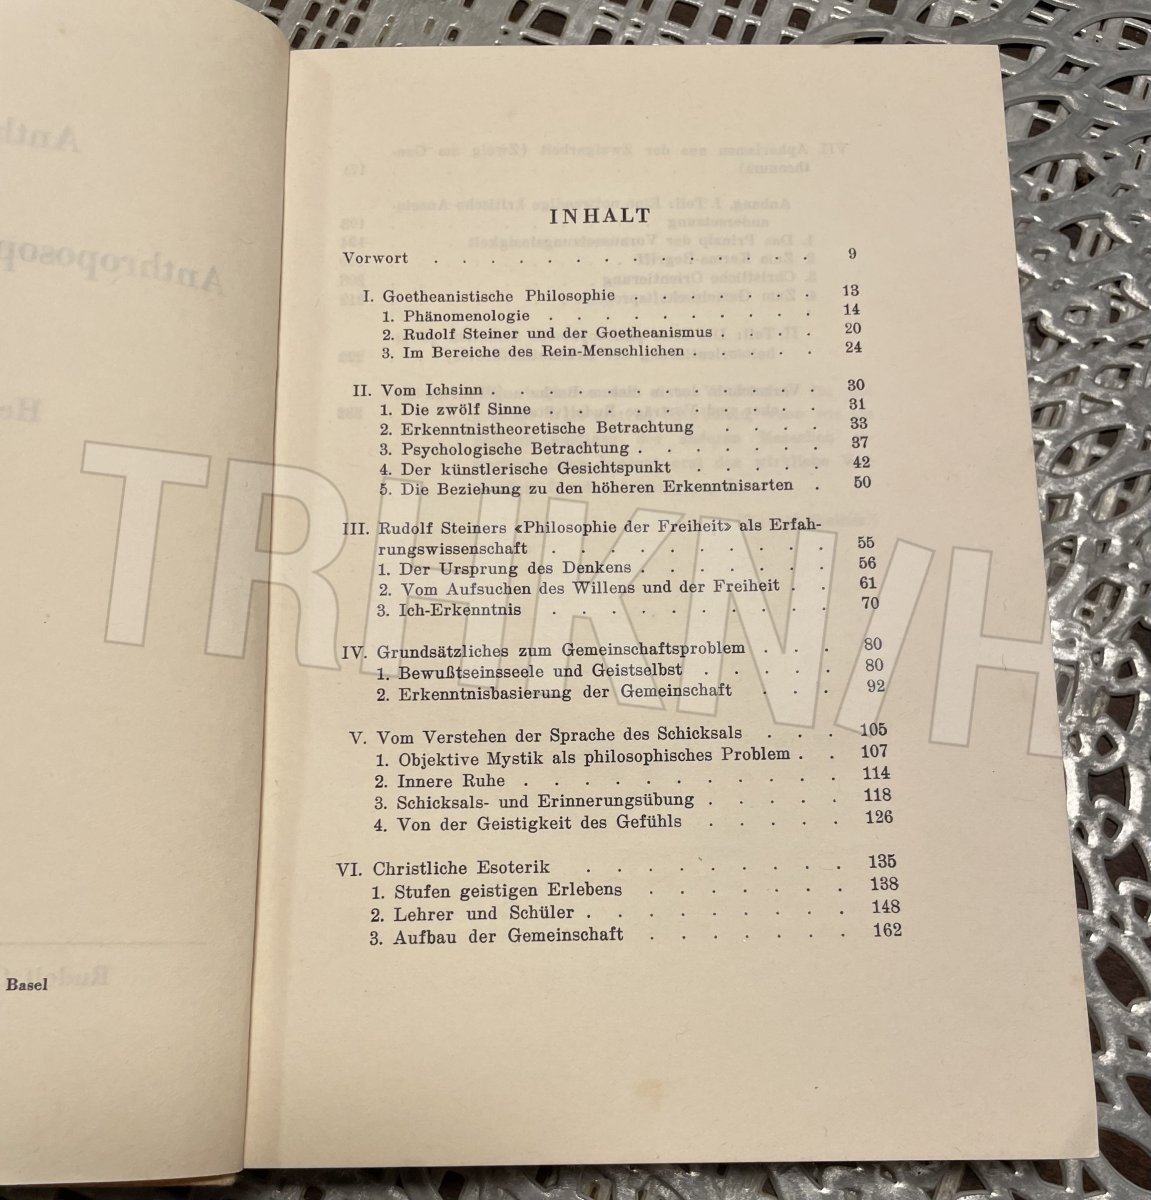 INHALT
Vorwort . . . . . . . . . . . . . . 9
I. Goetheanistische Philosophie . . . . . . . 13
1. Phänomenologie . . . . . . . . . . 14
2. Rudolf Steiner und der Goetheanismus . . . . 20
3. Im Bereiche des Rein-Menschlichen . . . . . 24
II. Vom Ichsinn . . . . . . . . . . . . 30
1. Die zwölf Sinne . . . . . . . . . . 31
2. Erkenntnistheoretische Betrachtung . . . . 33
3. Psychologische Betrachtung . . . . . . . 37
4. Der künstlerische Gesichtspunkt . . . . . 42
5. Die Beziehung zu den höheren Erkenntnisarten . 50
III. Rudolf Steiners «Philosophie der Freiheit» als Erfah-
rungswissenschaft . . . . . . . . . . 55
1. Der Ursprung des Denkens . . . . . . . 56
2. Vom Aufsuchen des Willens und der Freiheit . . 61
3. Ich-Erkenntnis . . . . . . . . . . 70
IV. Grundsätzliches zum Gemeinschaftsproblem . . . 80
1. Bewußtseinsseele und Geistselbst . . . . . 80
2. Erkenntnisbasierung der Gemeinschaft . . . 92
V. Vom Verstehen der Sprache des Schicksals . . . 105
1. Objektive Mystik als philosophisches Problem . . 107
2. Innere Ruhe . . . . . . . . . . . 114
3. Schicksals- und Erinnerungsübung . . . . . 118
4. Von der Geistigkeit des Gefühls . . . . . 126
VI. Christliche Esoterik . . . . . . . . . 135
1. Stufen geistigen Erlebens . . . . . . . 138
2. Lehrer und Schüler . . . . . . . . . 148
3. Aufbau der Gemeinschaft . . . . . . . 162
Basel
TRHKN/H